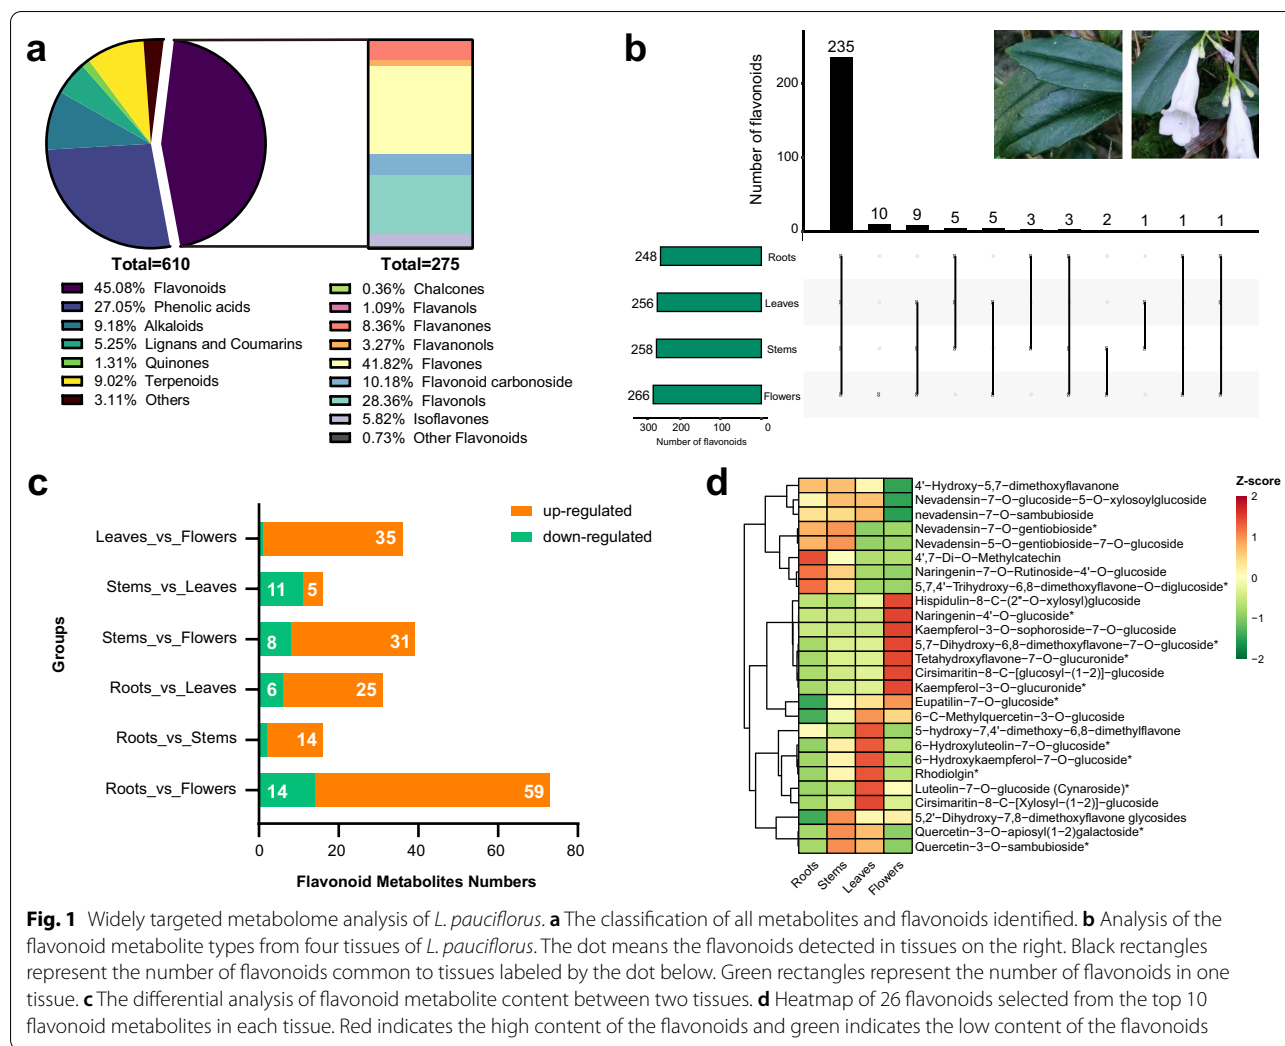 a
Total=610
45.08% Flavonoids
27.05% Phenolic acids
9.18% Alkaloids
5.25% Lignans and Coumarins
1.31% Quinones
9.02% Terpenoids
3.11% Others
Total=275
0.36% Chalcones
1.09% Flavanols
8.36% Flavanones
3.27% Flavanonols
41.82% Flavones
10.18% Flavonoid carbonoside
28.36% Flavonols
5.82% Isoflavones
0.73% Other Flavonoids
b
Number of flavonoids
200
100
0
235 10 9 5 5 3 3 2 1 1 1
248 Roots
256 Leaves
258 Stems
266 Flowers
300 200 100 0
Number of flavonoids
c
up-regulated
down-regulated
Groups
Leaves_vs_Flowers 35
Stems_vs_Leaves 11 5
Stems_vs_Flowers 8 31
Roots_vs_Leaves 6 25
Roots_vs_Stems 14
Roots_vs_Flowers 14 59
0 20 40 60 80
Flavonoid Metabolites Numbers
d
4'−Hydroxy−5,7−dimethoxyflavanone
Nevadensin−7−O−glucoside−5−O−xylosoylglucoside
nevadensin−7−O−sambubioside
Nevadensin−7−O−gentiobioside*
Nevadensin−5−O−gentiobioside−7−O−glucoside
4',7−Di−O−Methylcatechin
Naringenin−7−O−Rutinoside−4'−O−glucoside
5,7,4'−Trihydroxy−6,8−dimethoxyflavone−O−diglucoside*
Hispidulin−8−C−(2''−O−xylosyl)glucoside
Naringenin−4'−O−glucoside*
Kaempferol−3−O−sophoroside−7−O−glucoside
5,7−Dihydroxy−6,8−dimethoxyflavone−7−O−glucoside*
Tetahydroxyflavone−7−O−glucuronide*
Cirsimaritin−8−C−[glucosyl−(1−2)]−glucoside
Kaempferol−3−O−glucuronide*
Eupatilin−7−O−glucoside*
6−C−Methylquercetin−3−O−glucoside
5−hydroxy−7,4'−dimethoxy−6,8−dimethylflavone
6−Hydroxyluteolin−7−O−glucoside*
6−Hydroxykaempferol−7−O−glucoside*
Rhodiolgin*
Luteolin−7−O−glucoside (Cynaroside)*
Cirsimaritin−8−C−[Xylosyl−(1−2)]−glucoside
5,2'−Dihydroxy−7,8−dimethoxyflavone glycosides
Quercetin−3−O−apiosyl(1−2)galactoside*
Quercetin−3−O−sambubioside*
Roots Stems Leaves Flowers
Z-score
2
1
0
−1
−2
Fig. 1 Widely targeted metabolome analysis of L. pauciflorus. a The classification of all metabolites and flavonoids identified. b Analysis of the
flavonoid metabolite types from four tissues of L. pauciflorus. The dot means the flavonoids detected in tissues on the right. Black rectangles
represent the number of flavonoids common to tissues labeled by the dot below. Green rectangles represent the number of flavonoids in one
tissue. c The differential analysis of flavonoid metabolite content between two tissues. d Heatmap of 26 flavonoids selected from the top 10
flavonoid metabolites in each tissue. Red indicates the high content of the flavonoids and green indicates the low content of the flavonoids